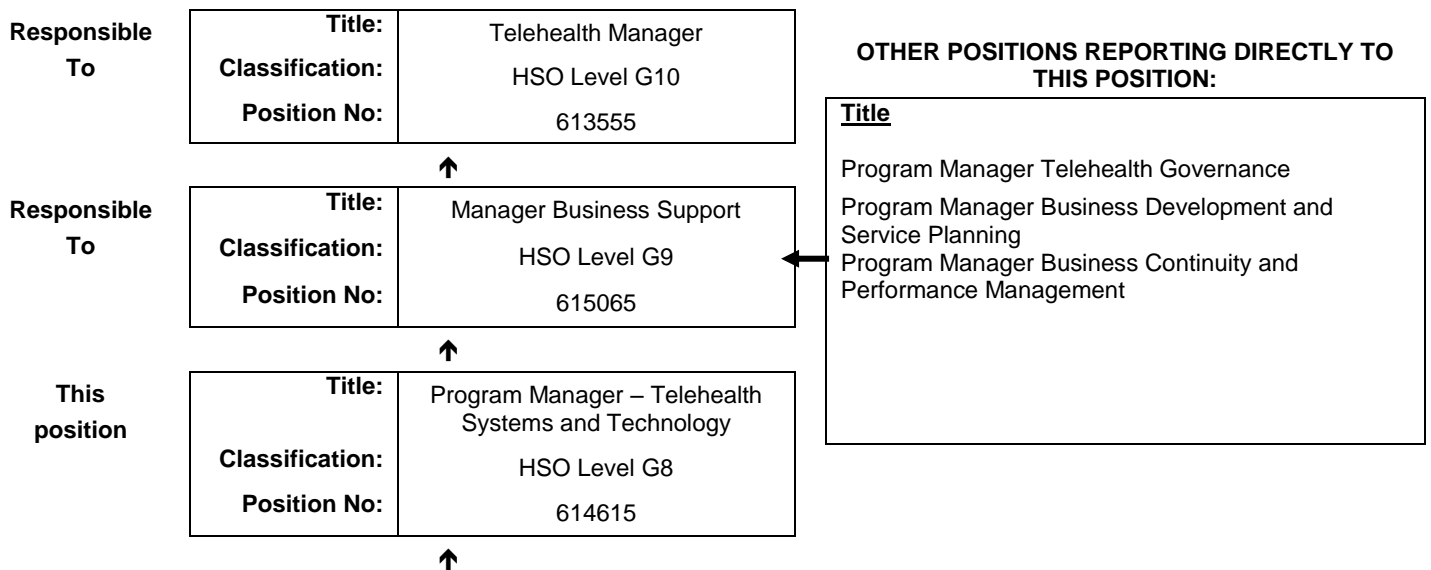 Responsible
To
Title:
Telehealth Manager
Classification:
HSO Level G10
Position No:
613555
OTHER POSITIONS REPORTING DIRECTLY TO
THIS POSITION:
Title
Program Manager Telehealth Governance
Program Manager Business Development and
Service Planning
Program Manager Business Continuity and
Performance Management
Responsible
To
Title:
Manager Business Support
Classification:
HSO Level G9
Position No:
615065
This
position
Title:
Program Manager – Telehealth
Systems and Technology
Classification:
HSO Level G8
Position No:
614615